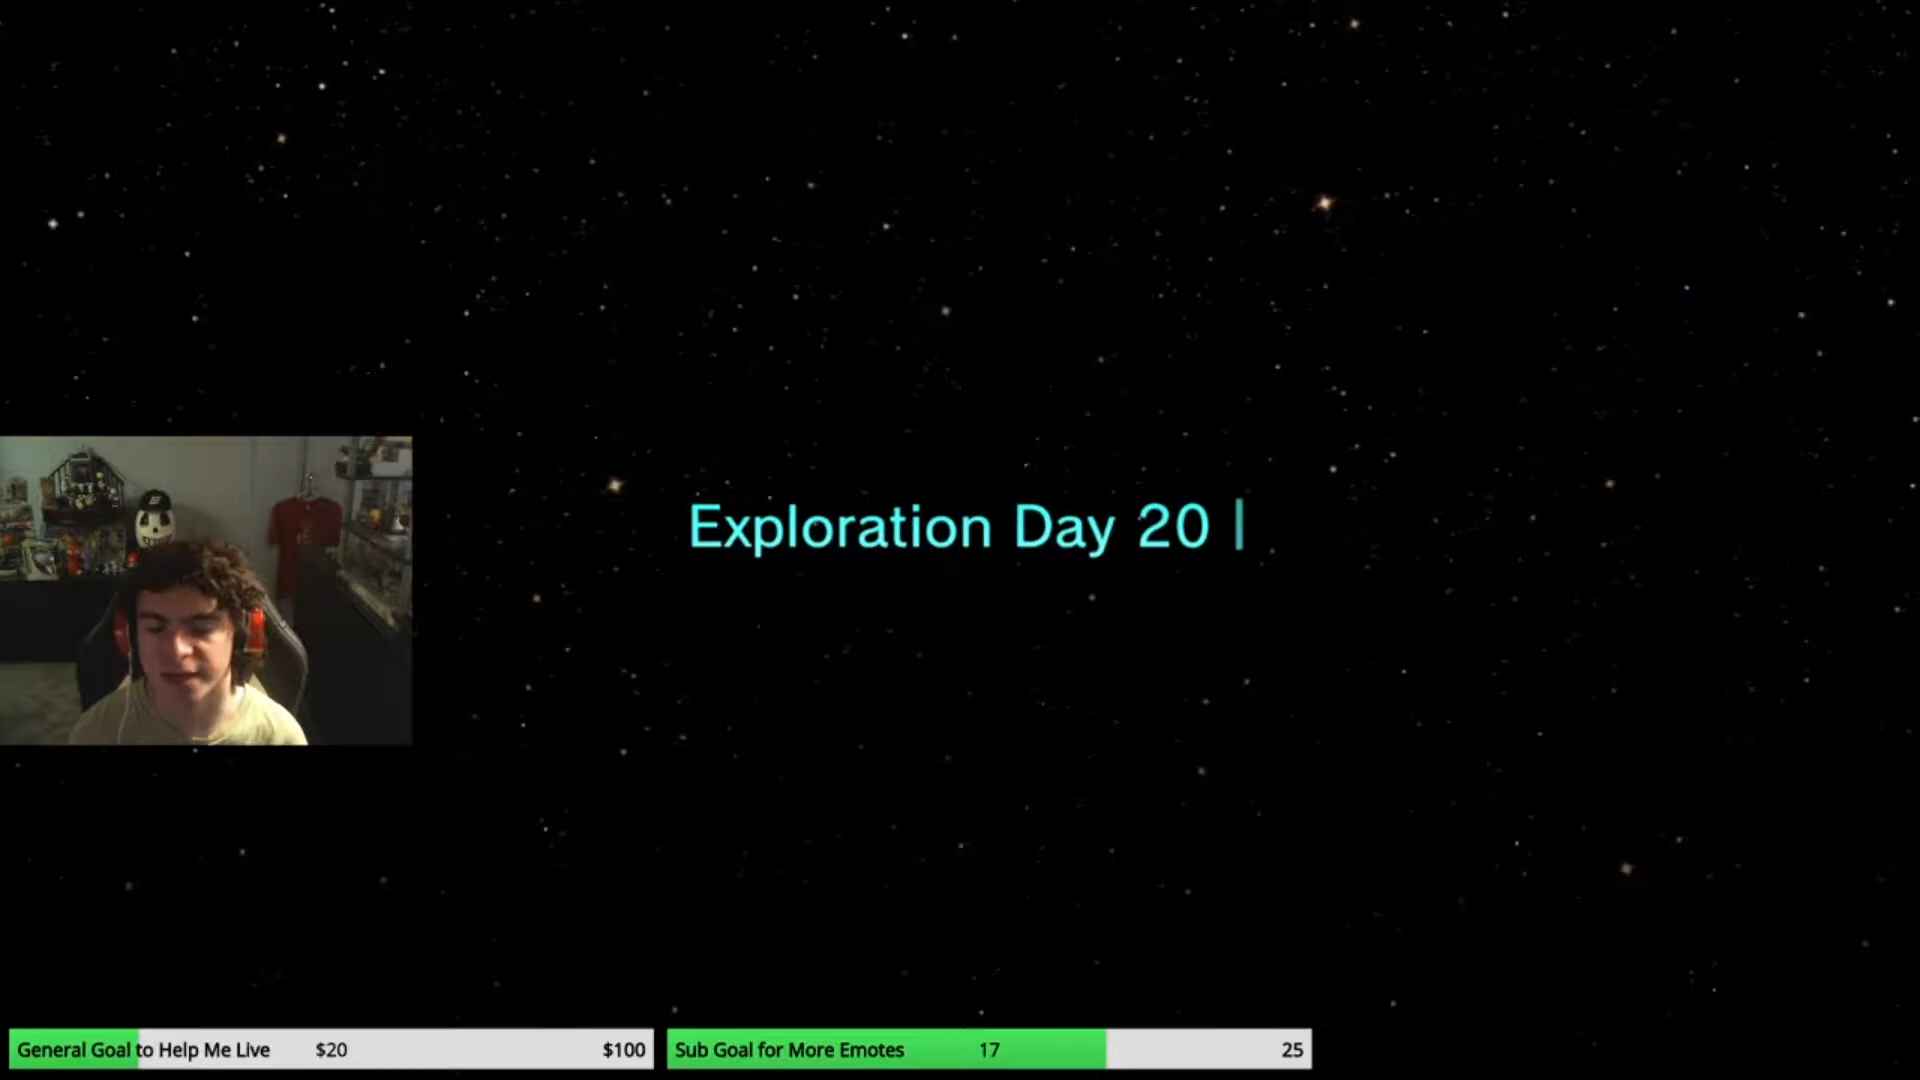 Exploration Day 20
General Goal to Help Me Live $20 $100
Sub Goal for More Emotes 17 25